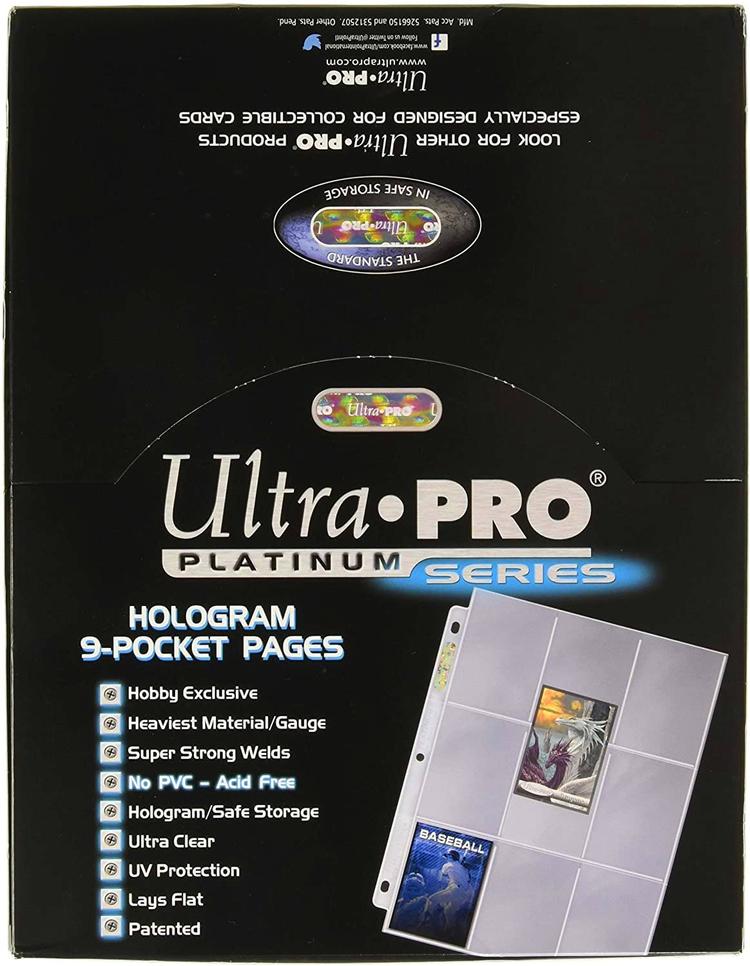 Mfd. Acc Pats. 5266150 and 5312507. Other Pats Pend.
www.facebook.com/UltraProInternational
Follow us on Twitter @UltraProIntl
www.ultrapro.com
Ultra•PRO®
ESPECIALLY DESIGNED FOR COLLECTIBLE CARDS
LOOK FOR OTHER Ultra•PRO® PRODUCTS
IN SAFE STORAGE
Ultra•PRO
THE STANDARD
Ultra•PRO
Ultra•PRO®
PLATINUM SERIES
HOLOGRAM
9-POCKET PAGES
Hobby Exclusive
Heaviest Material/Gauge
Super Strong Welds
No PVC – Acid Free
Hologram/Safe Storage
Ultra Clear
UV Protection
Lays Flat
Patented
BASEBALL